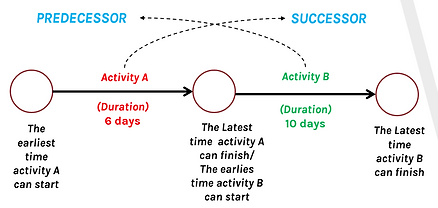 PREDECESSOR
SUCCESSOR
Activity A
Activity B
(Duration)
6 days
(Duration)
10 days
The
earliest
time
activity A
can start
The Latest
time activity A
can finish/
The earlies
time activity B
can start
The Latest
time
activity B
can finish